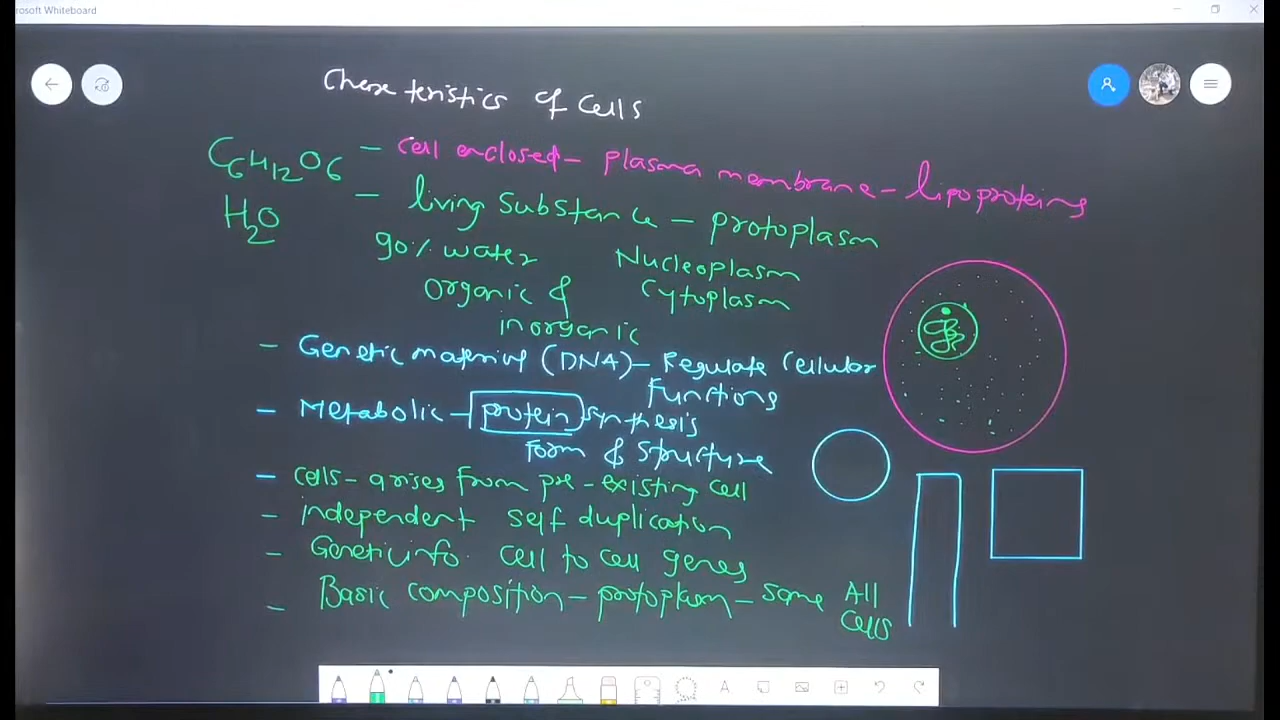 rosoft Whiteboard
Charecteristics of Cells
C6H12O6
H2O
- Cell enclosed - plasma membrane - Lipoproteins
- living Substance - protoplasm
90% water
Nucleoplasm
Organic &
Cytoplasm
inorganic
- Genetic material (DNA) - Regulate Cellular
Functions
- Metabolic - protein synthesis
Form & Structure
- cells - arises from pre-existing cell
- independent self duplication
- Genetic info. cell to cell genes
- Basic composition - protoplasm - same All
Cells
A